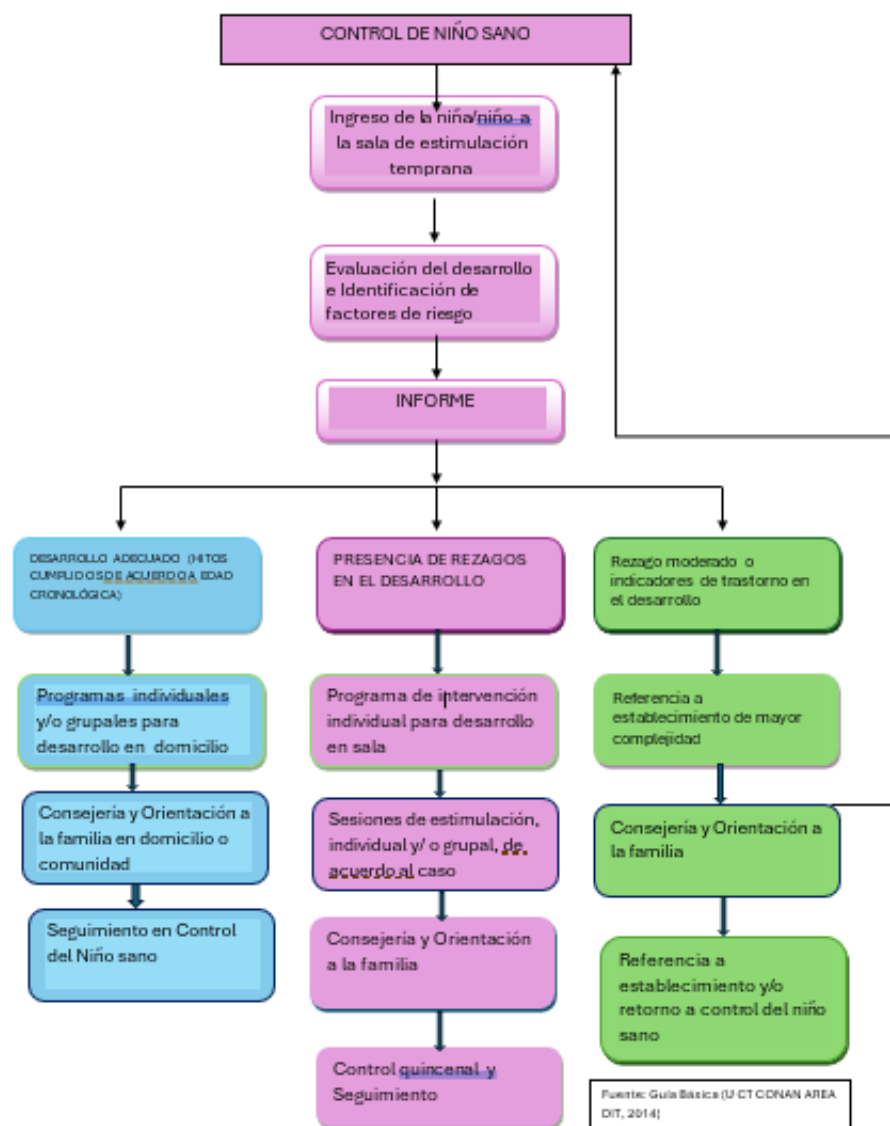 CONTROL DE NIÑO SANO
Ingreso de la niña/niño a
la sala de estimulación
temprana
Evaluación del desarrollo
e Identificación de
factores de riesgo
INFORME
DESARROLLO ADECUADO (HITOS
CUMPLIDOS DE ACUERDO A EDAD
CRONOLÓGICA)
Programas individuales
y/o grupales para
desarrollo en domicilio
Consejería y Orientación a
la familia en domicilio o
comunidad
Seguimiento en Control
del Niño sano
PRESENCIA DE REZAGOS
EN EL DESARROLLO
Programa de intervención
individual para desarrollo
en sala
Sesiones de estimulación,
individual y/ o grupal, de
acuerdo al caso
Consejería y Orientación
a la familia
Control quincenal y
Seguimiento
Rezago moderado o
indicadores de trastorno en
el desarrollo
Referencia a
establecimiento de mayor
complejidad
Consejería y Orientación a
la familia
Referencia a
establecimiento y/o
retorno a control del niño
sano
Fuente: Guía Básica (U CT CONAN AREA
DIT, 2014)